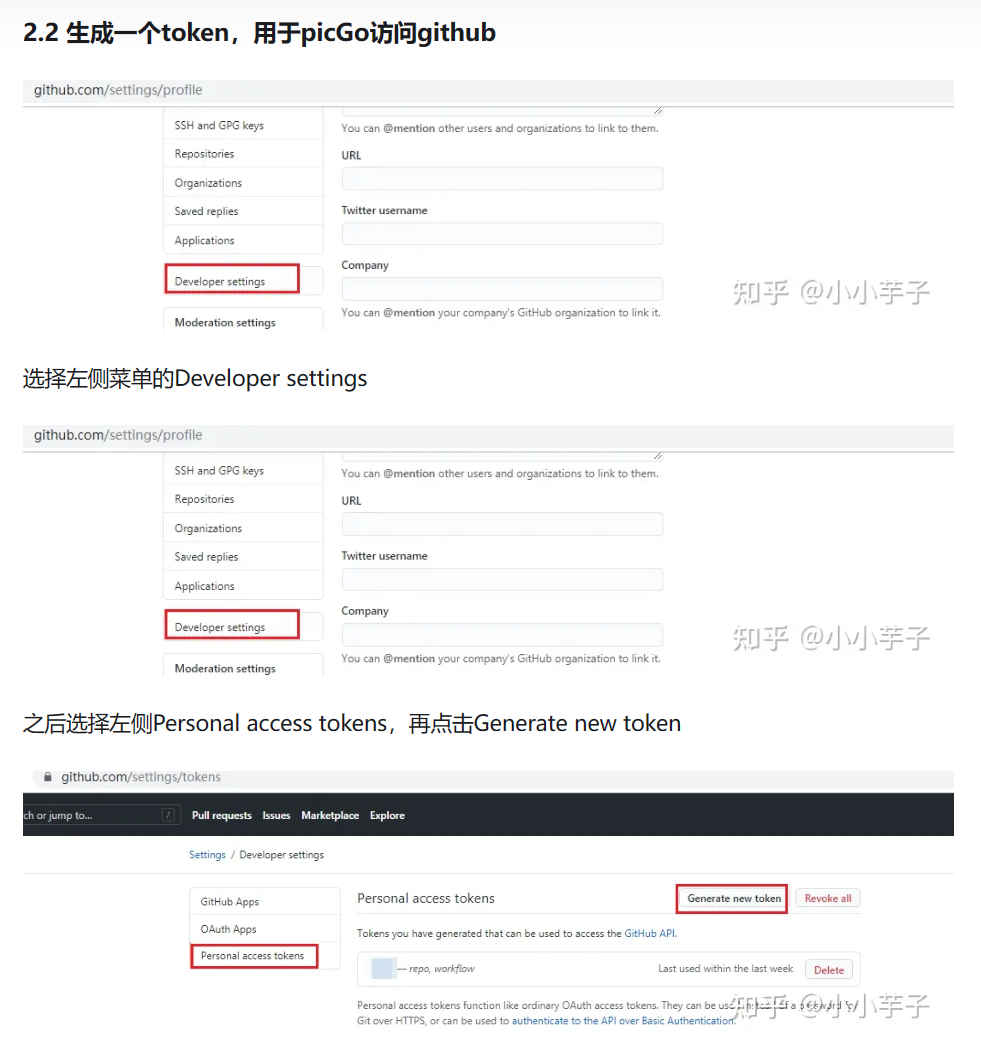 2.2 生成一个token，用于picGo访问github
github.com/settings/profile
SSH and GPG keys
Repositories
Organizations
Saved replies
Applications
Developer settings
Moderation settings
You can @mention other users and organizations to link to them.
URL
Twitter username
Company
You can @mention your company's GitHub organization to link it.
知乎 @小小芋子
选择左侧菜单的Developer settings
github.com/settings/profile
SSH and GPG keys
Repositories
Organizations
Saved replies
Applications
Developer settings
Moderation settings
You can @mention other users and organizations to link to them.
URL
Twitter username
Company
You can @mention your company's GitHub organization to link it.
知乎 @小小芋子
之后选择左侧Personal access tokens，再点击Generate new token
github.com/settings/tokens
ch or jump to... / Pull requests Issues Marketplace Explore
Settings / Developer settings
GitHub Apps
OAuth Apps
Personal access tokens
Personal access tokens Generate new token Revoke all
Tokens you have generated that can be used to access the GitHub API.
— repo, workflow Last used within the last week Delete
Personal access tokens function like ordinary OAuth access tokens. They can be used instead of a password for
Git over HTTPS, or can be used to authenticate to the API over Basic Authentication.
知乎 @小小芋子